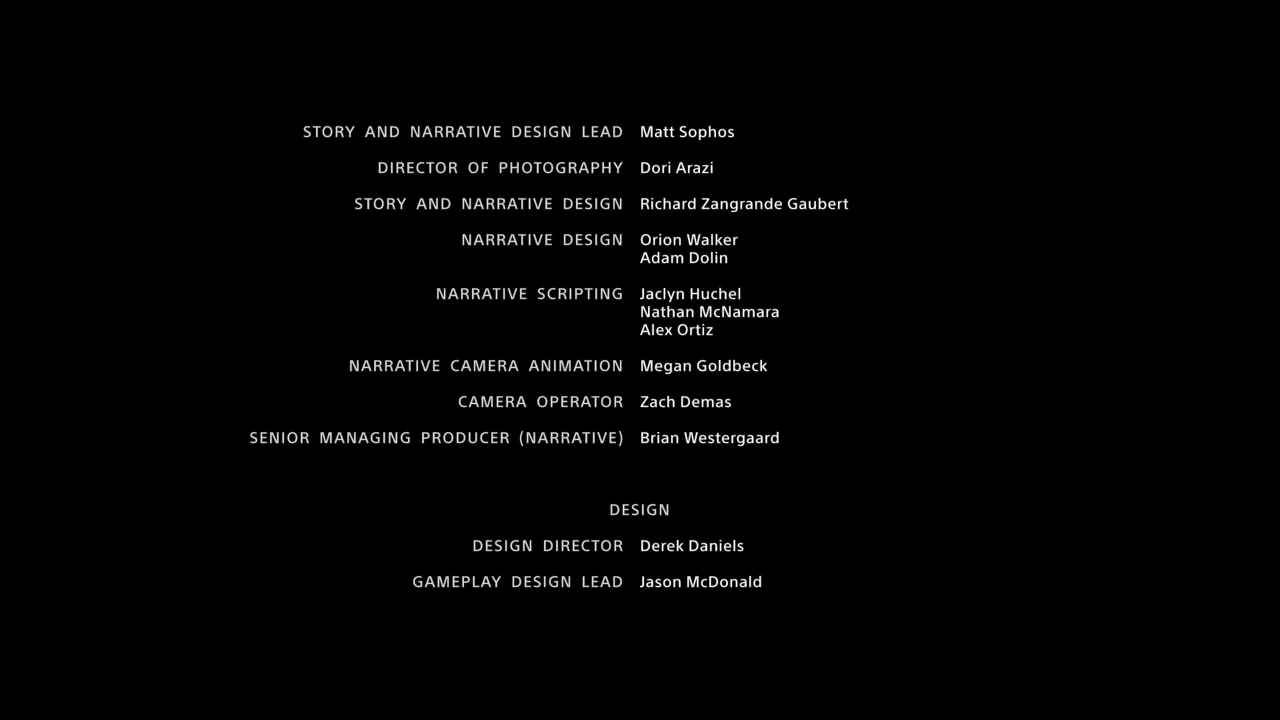 STORY AND NARRATIVE DESIGN LEAD Matt Sophos
DIRECTOR OF PHOTOGRAPHY Dori Arazi
STORY AND NARRATIVE DESIGN Richard Zangrande Gaubert
NARRATIVE DESIGN Orion Walker
Adam Dolin
NARRATIVE SCRIPTING Jaclyn Huchel
Nathan McNamara
Alex Ortiz
NARRATIVE CAMERA ANIMATION Megan Goldbeck
CAMERA OPERATOR Zach Demas
SENIOR MANAGING PRODUCER (NARRATIVE) Brian Westergaard
DESIGN
DESIGN DIRECTOR Derek Daniels
GAMEPLAY DESIGN LEAD Jason McDonald